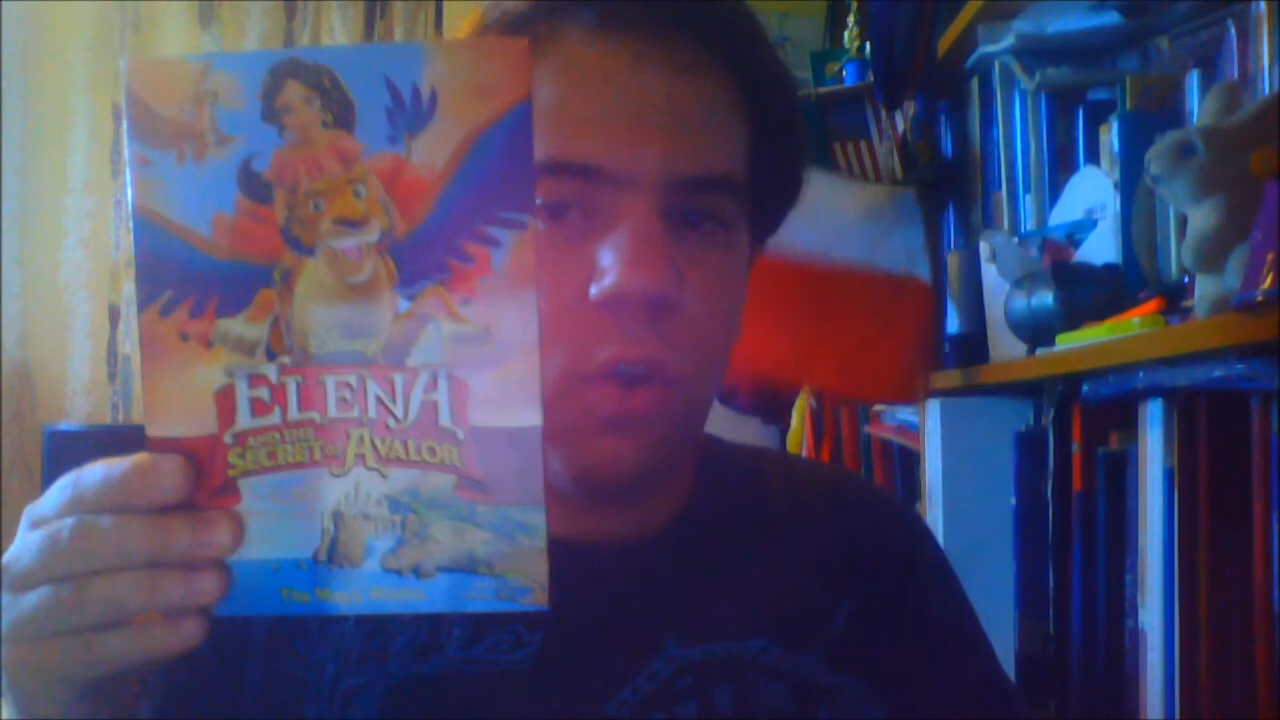 ELENA
AND THE
SECRET OF AVALOR